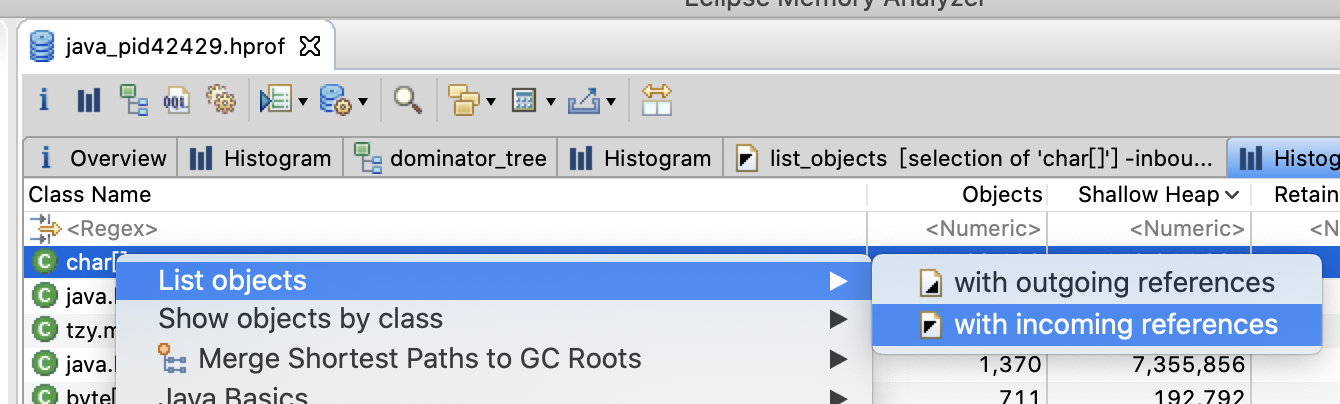 Eclipse Memory Analyzer
java_pid42429.hprof
i OQL
i Overview Histogram dominator_tree Histogram list_objects [selection of 'char[]'] -inbou... Histog
Class Name Objects Shallow Heap Retain
<Regex> <Numeric> <Numeric> <N
C char[
List objects with outgoing references
C java.
Show objects by class with incoming references
C tzy.m
Merge Shortest Paths to GC Roots
C java. 1,370 7,355,856
Java Basics
C byte[ 711 192,792